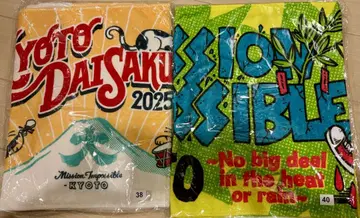 KYOTO
DAISAKU
2025
Mission Impossible
-KYOTO
38
SSION
SSIBLE
O
~No big deal
in the heat
or rain~
40